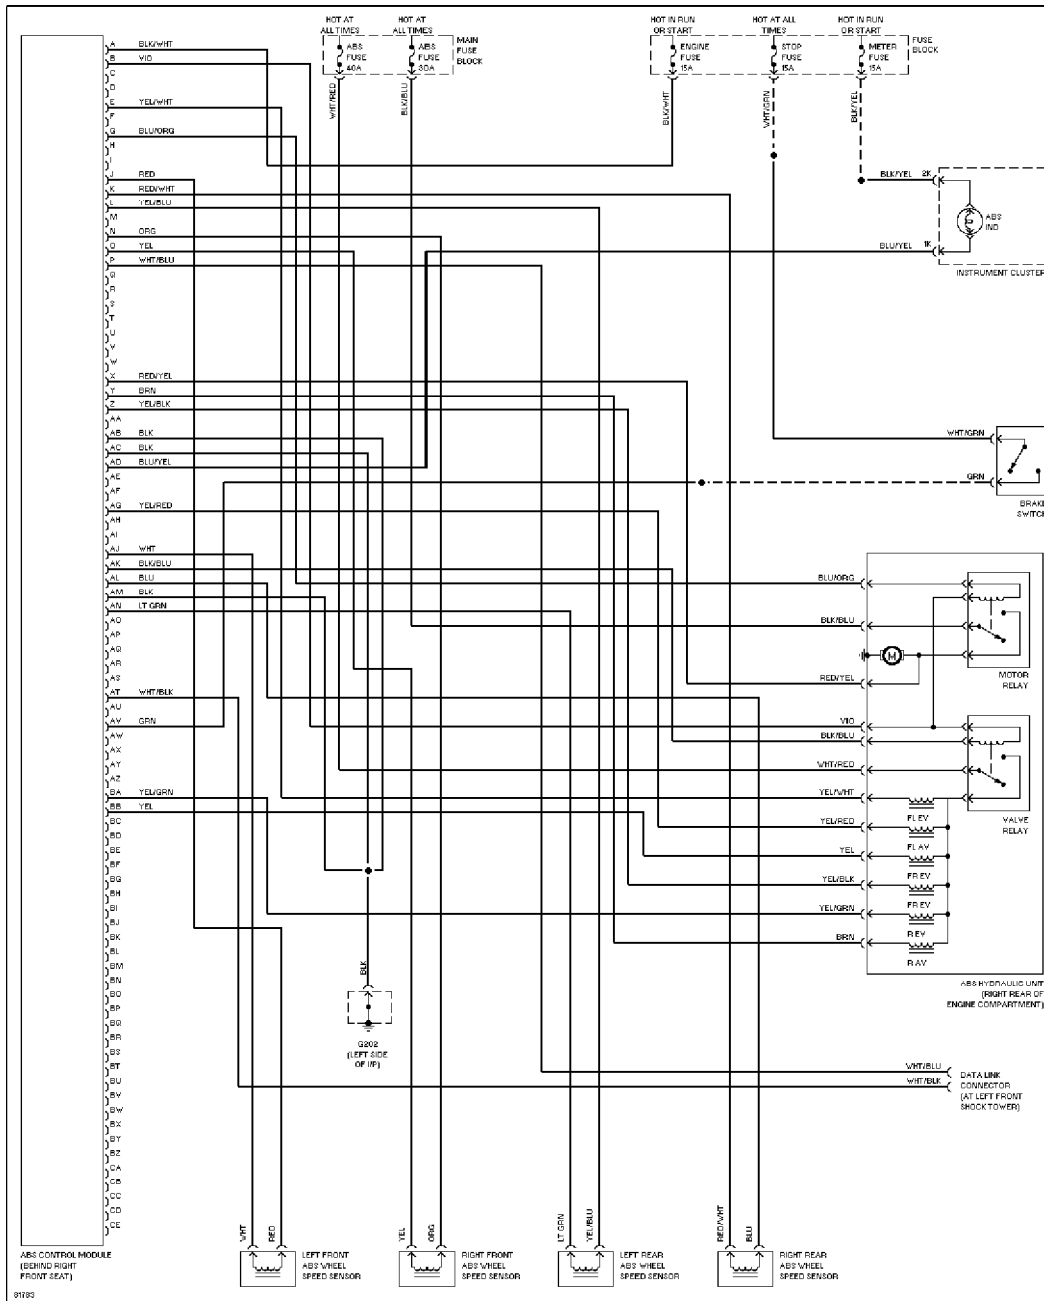 HOT AT
ALL TIMES
HOT AT
ALL TIMES
HOT IN RUN
OR START
HOT AT ALL
TIMES
HOT IN RUN
OR START
ABS
FUSE
40A
ABS
FUSE
30A
MAIN
FUSE
BLOCK
ENGINE
FUSE
15A
STOP
FUSE
15A
METER
FUSE
15A
FUSE
BLOCK
WHT/RED
BLK/BLU
BLK/WHT
WHT/GRN
BLK/YEL
A BLK/WHT
B VIO
C
D
E YEL/WHT
F
G BLU/ORG
H
I
J RED
K RED/WHT
L YEL/BLU
M
N ORG
O YEL
P WHT/BLU
Q
R
S
T
U
V
W
X RED/YEL
Y BRN
Z YEL/BLK
AA
AB BLK
AC BLK
AD BLU/YEL
AE
AF
AG YEL/RED
AH
AI
AJ WHT
AK BLK/BLU
AL BLU
AM BLK
AN LT GRN
AO
AP
AQ
AR
AS
AT WHT/BLK
AU
AV GRN
AW
AX
AY
AZ
BA YEL/GRN
BB YEL
BC
BD
BE
BF
BG
BH
BI
BJ
BK
BL
BM
BN
BO
BP
BQ
BR
BS
BT
BU
BV
BW
BX
BY
BZ
CA
CB
CC
CD
CE
BLK/YEL 2K
ABS
IND
BLU/YEL 1K
INSTRUMENT CLUSTER
WHT/GRN
GRN
BRAKE
SWITC
BLU/ORG
BLK/BLU
M
RED/YEL
MOTOR
RELAY
VIO
BLK/BLU
WHT/RED
YEL/WHT
FL EV
VALVE
RELAY
YEL/RED
FL AV
YEL
FR EV
YEL/BLK
FR EV
YEL/GRN
R EV
BRN
R AV
ABS HYDRAULIC UNIT
(RIGHT REAR OF
ENGINE COMPARTMENT)
BLK
G202
(LEFT SIDE
OF I/P)
WHT/BLU
WHT/BLK
DATA LINK
CONNECTOR
(AT LEFT FRONT
SHOCK TOWER)
WHT
RED
YEL
ORG
LT GRN
YEL/BLU
RED/WHT
BLU
ABS CONTROL MODULE
(BEHIND RIGHT
FRONT SEAT)
LEFT FRONT
ABS WHEEL
SPEED SENSOR
RIGHT FRONT
ABS WHEEL
SPEED SENSOR
LEFT REAR
ABS WHEEL
SPEED SENSOR
RIGHT REAR
ABS WHEEL
SPEED SENSOR